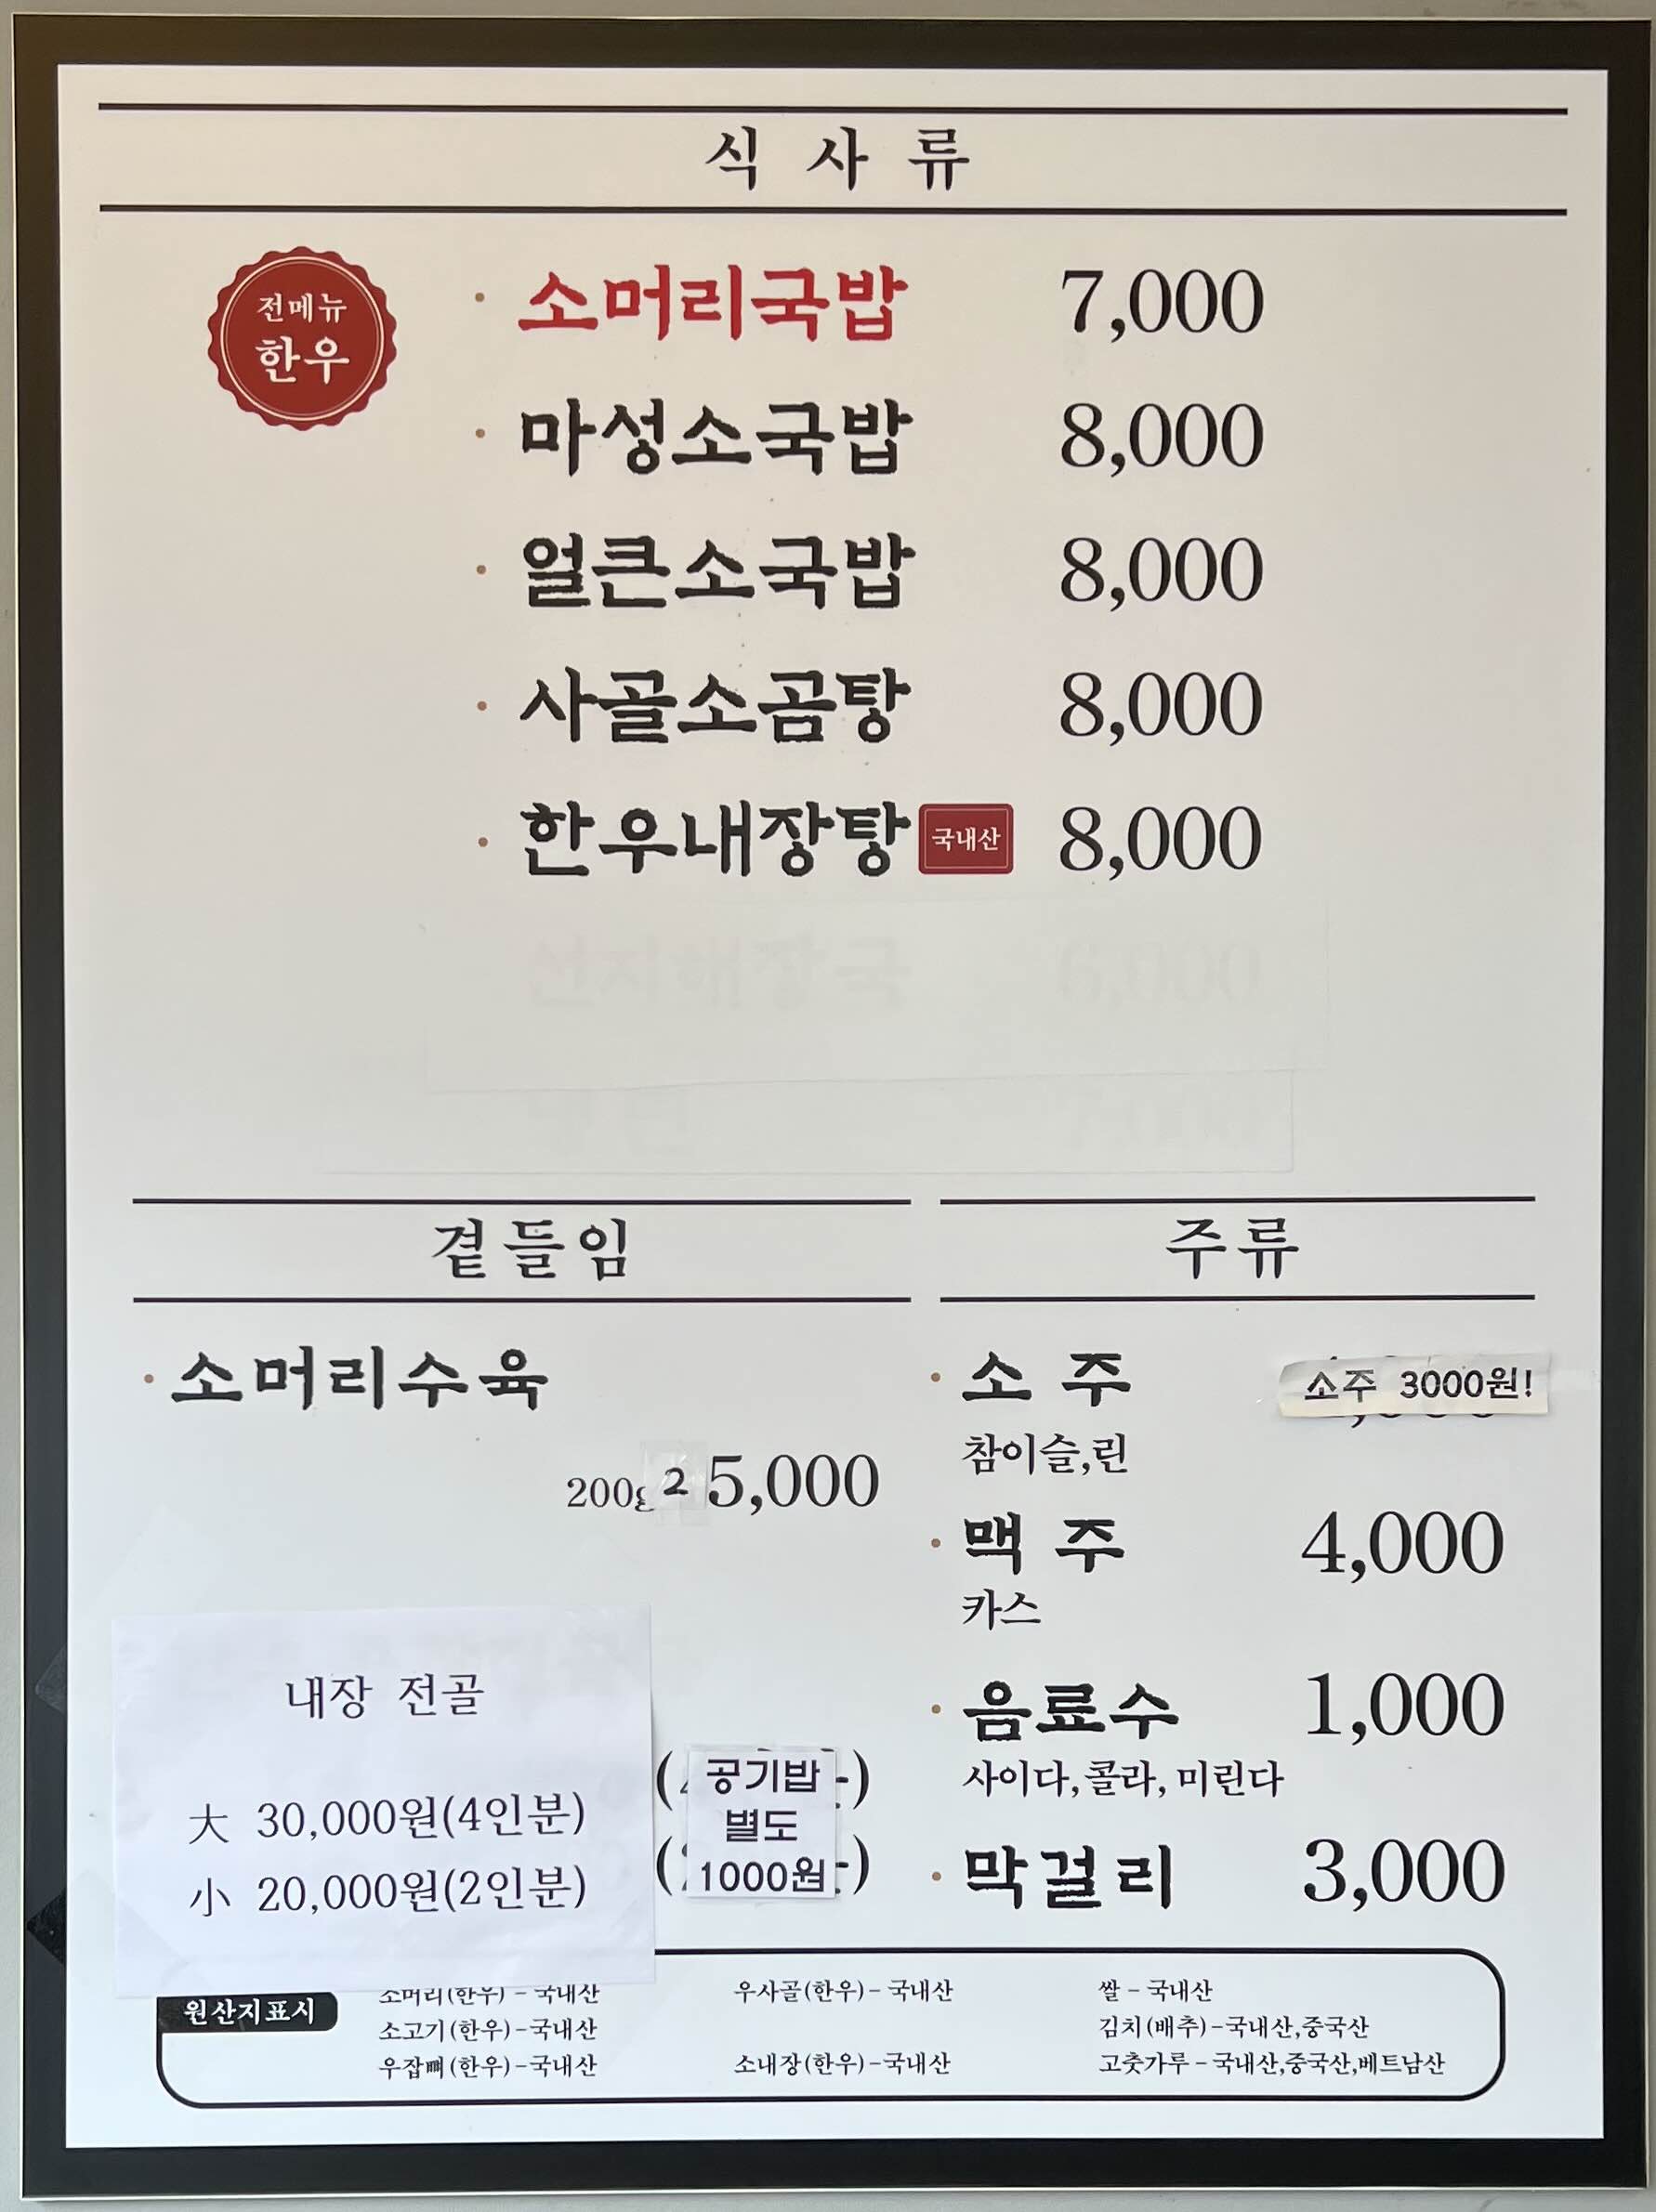 식사류
전메뉴
한우
소머리국밥 7,000
마성소국밥 8,000
얼큰소국밥 8,000
사골소곰탕 8,000
한우내장탕 국내산 8,000
선지해장국 6,000
곁들임
소머리수육
200g 25,000
내장 전골
大 30,000원(4인분)
小 20,000원(2인분)
공기밥
별도
1000원
주류
소주 소주 3000원!
참이슬,린
맥주 4,000
카스
음료수 1,000
사이다,콜라,미린다
막걸리 3,000
원산지표시
소머리(한우) - 국내산
소고기(한우)-국내산
우잡뼈(한우)-국내산
우사골(한우)- 국내산
소내장(한우)-국내산
쌀 - 국내산
김치(배추)-국내산,중국산
고춧가루 - 국내산,중국산,베트남산